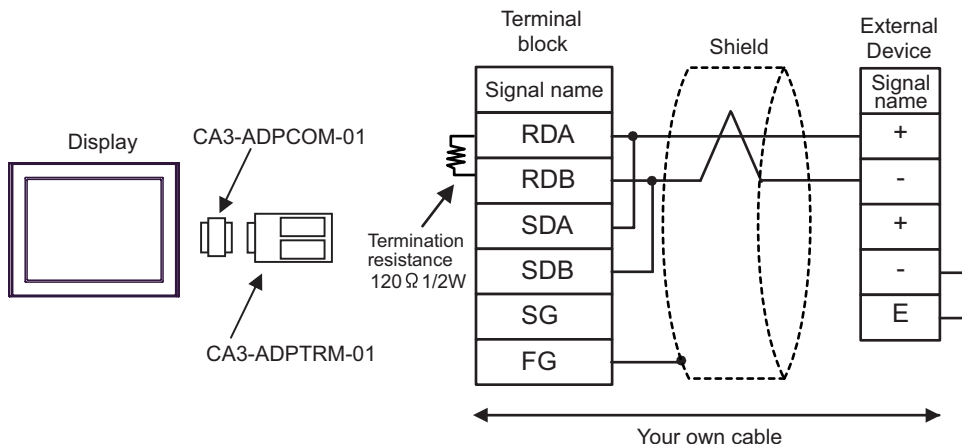 Terminal
block
Shield
External
Device
Signal name
Signal
name
Display
CA3-ADPCOM-01
RDA
+
RDB
-
SDA
+
Termination
resistance
120Ω 1/2W
SDB
-
SG
E
CA3-ADPTRM-01
FG
Your own cable